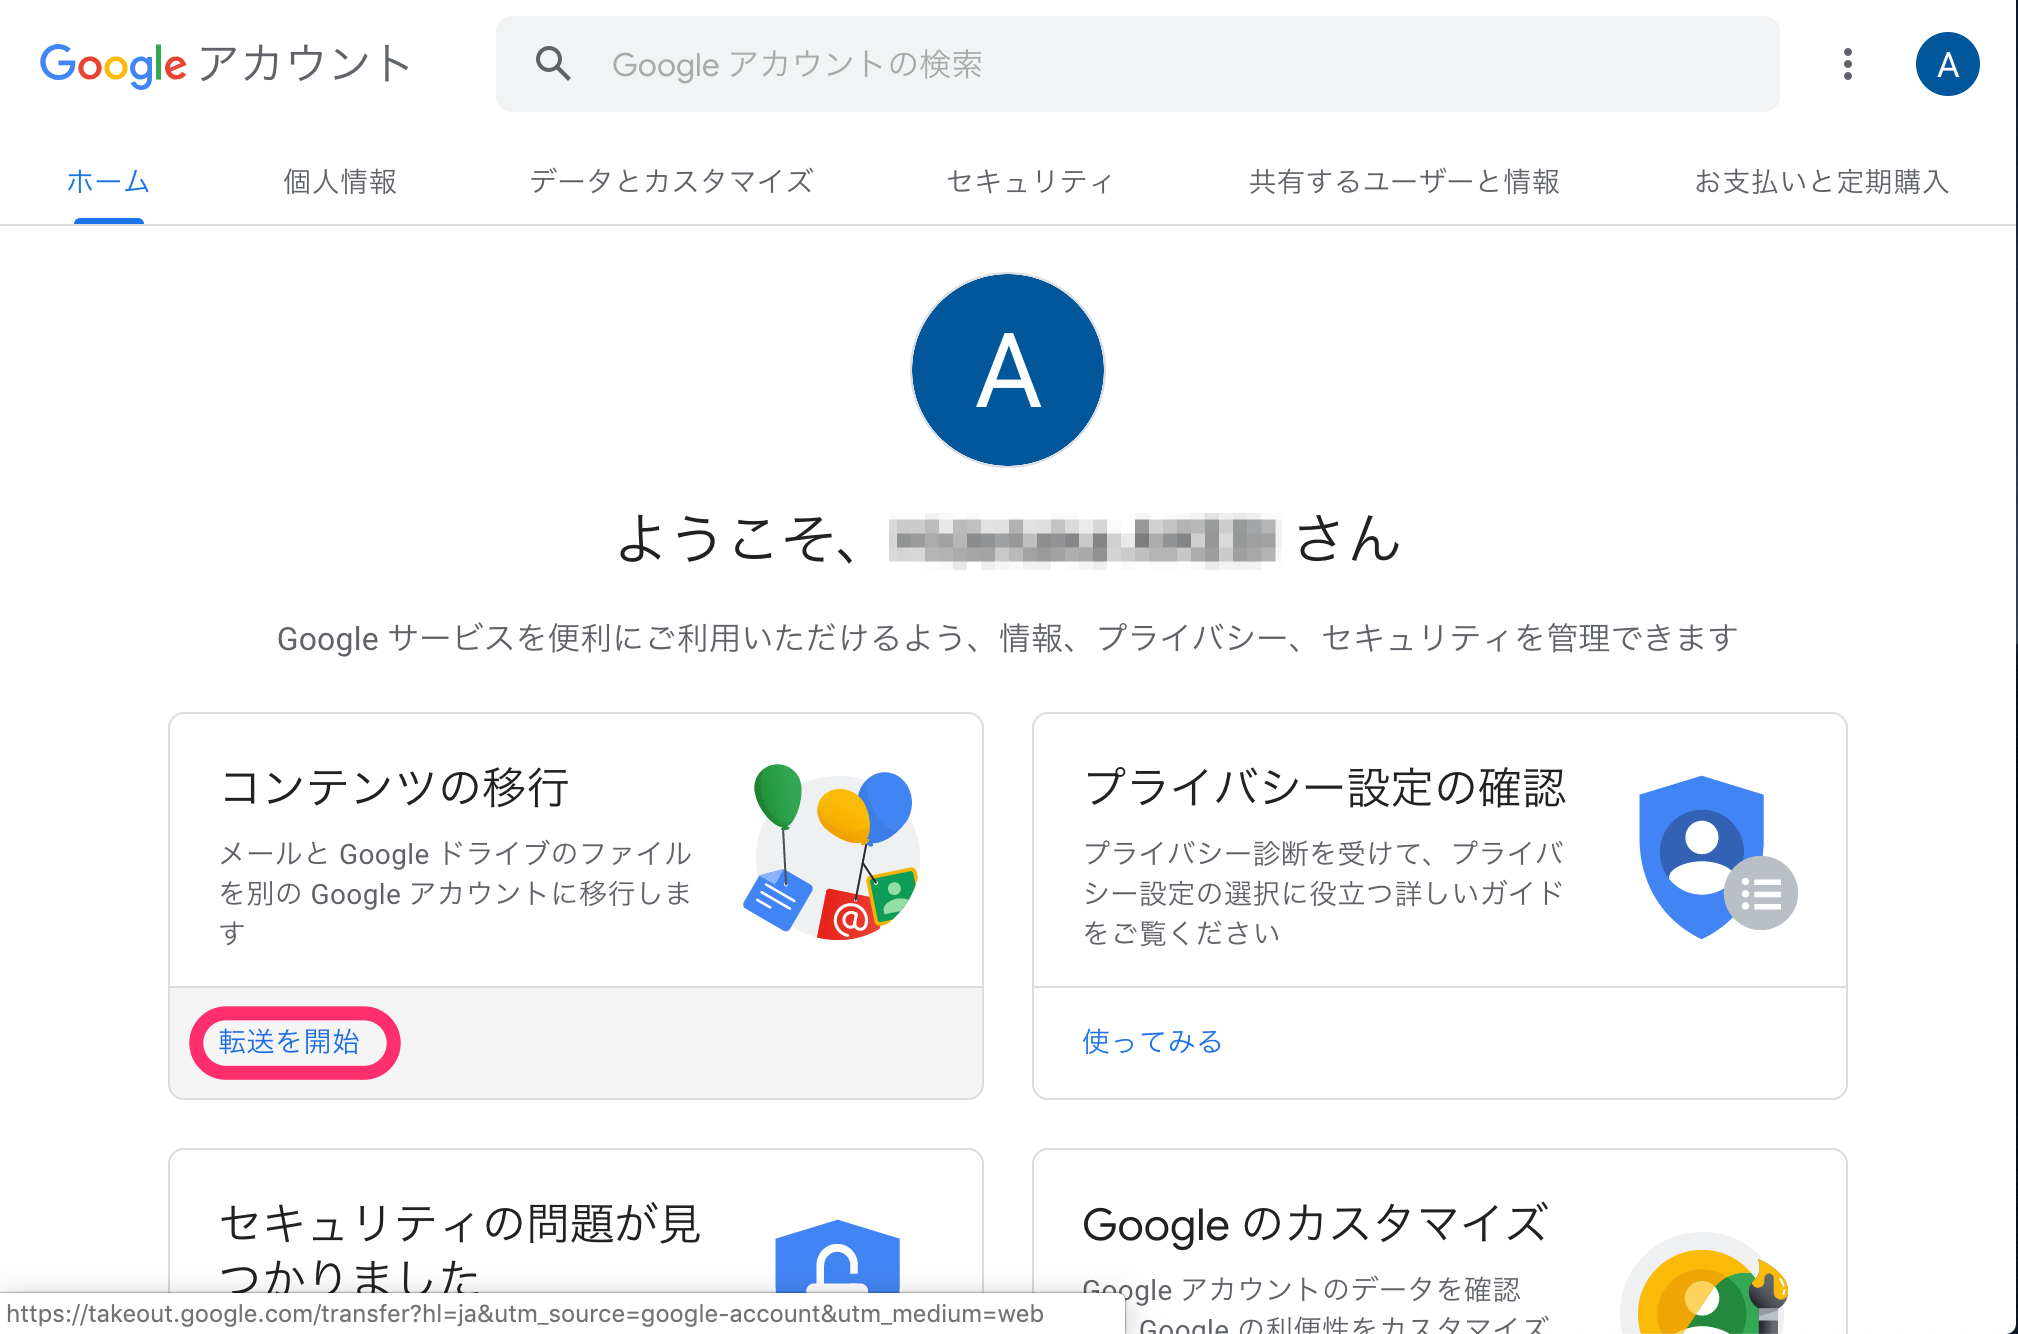 Google アカウント
Google アカウントの検索
A
ホーム
個人情報
データとカスタマイズ
セキュリティ
共有するユーザーと情報
お支払いと定期購入
A
ようこそ、 さん
Google サービスを便利にご利用いただけるよう、情報、プライバシー、セキュリティを管理できます
コンテンツの移行
メールと Google ドライブのファイル
を別の Google アカウントに移行しま
す
転送を開始
プライバシー設定の確認
プライバシー診断を受けて、プライバ
シー設定の選択に役立つ詳しいガイド
をご覧ください
使ってみる
セキュリティの問題が見
つかりました
Google のカスタマイズ
Google アカウントのデータを確認
Google の利便性をカスタマイズ
https://takeout.google.com/transfer?hl=ja&utm_source=google-account&utm_medium=web